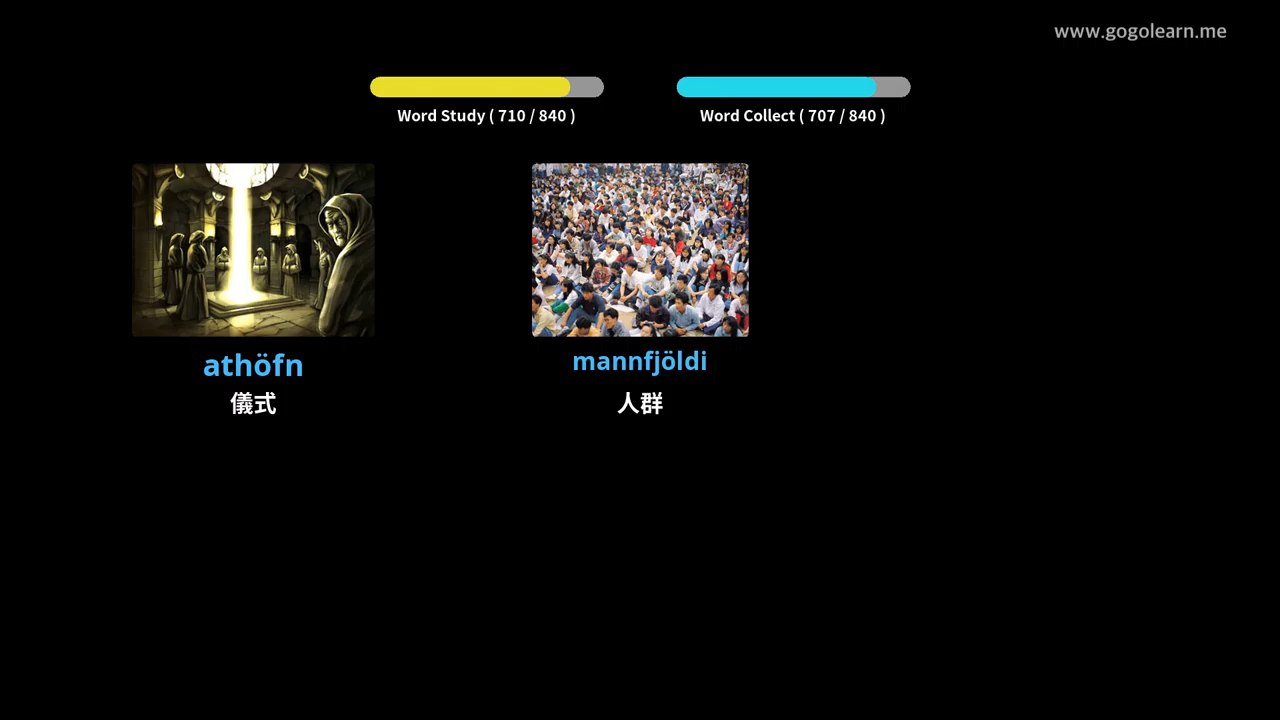 www.gogolearn.me
Word Study ( 710 / 840 )
Word Collect ( 707 / 840 )
athöfn
儀式
mannfjöldi
人群